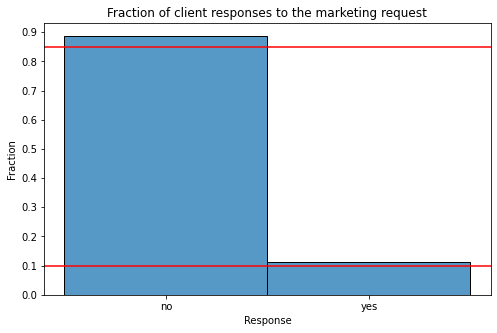 Fraction of client responses to the marketing request
0.9
0.8
0.7
0.6
0.5
0.4
0.3
0.2
0.1
0.0
Fraction
no yes
Response